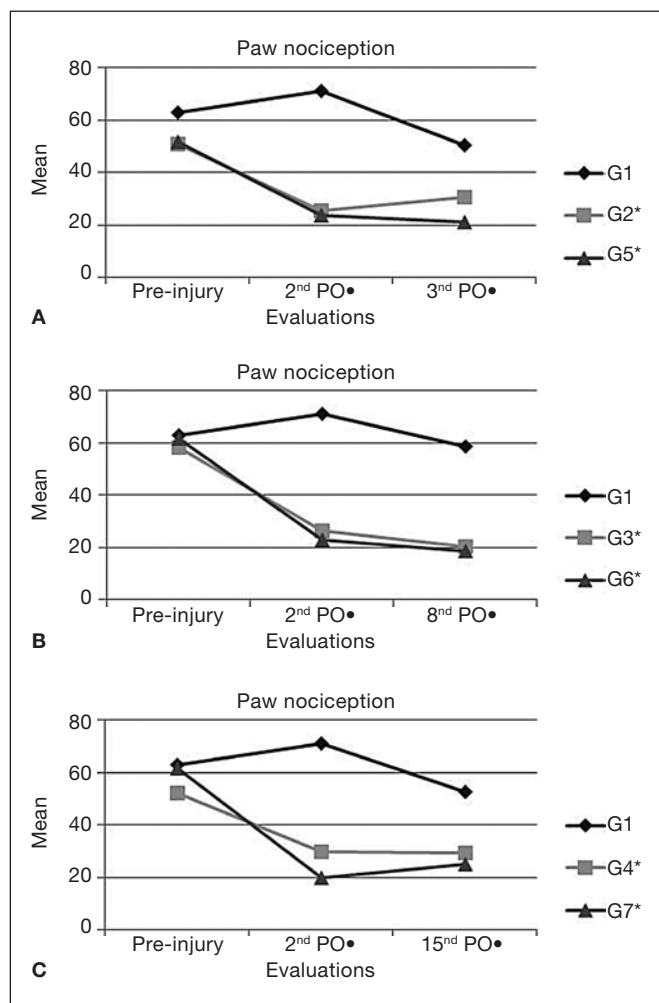 Paw nociception
80
60
40
20
0
Mean
Pre-injury 2nd PO● 3nd PO●
Evaluations
G1
G2*
G5*
A
Paw nociception
80
60
40
20
0
Mean
Pre-injury 2nd PO● 8nd PO●
Evaluations
G1
G3*
G6*
B
Paw nociception
80
60
40
20
0
Mean
Pre-injury 2nd PO● 15nd PO●
Evaluations
G1
G4*
G7*
C